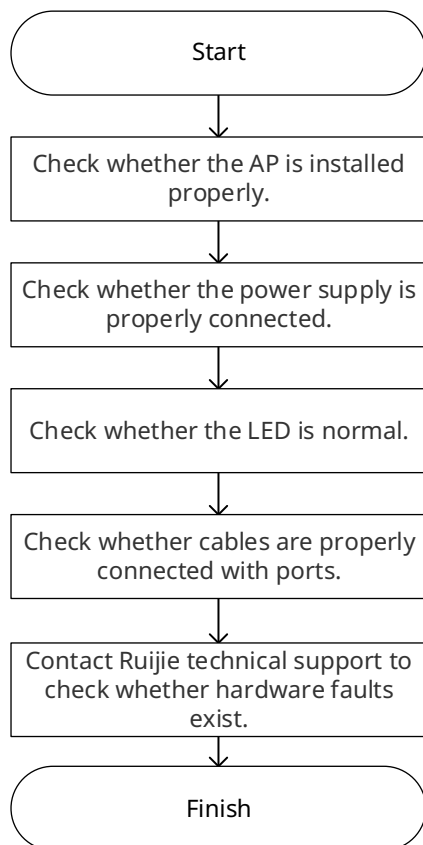 Start
Check whether the AP is installed
properly.
Check whether the power supply is
properly connected.
Check whether the LED is normal.
Check whether cables are properly
connected with ports.
Contact Ruijie technical support to
check whether hardware faults
exist.
Finish